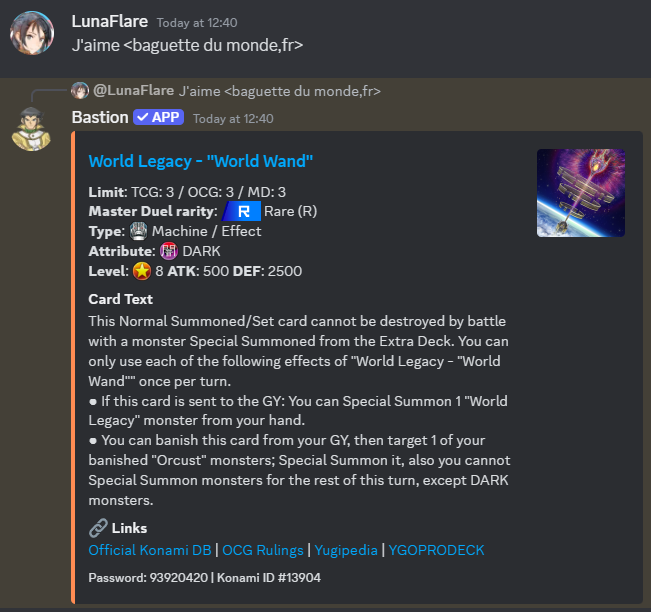 LunaFlare Today at 12:40
J'aime <baguette du monde,fr>
@LunaFlare J'aime <baguette du monde,fr>
Bastion ✓ APP Today at 12:40
World Legacy - "World Wand"
Limit: TCG: 3 / OCG: 3 / MD: 3
Master Duel rarity: R Rare (R)
Type: Machine / Effect
Attribute: 闇 DARK
Level: 8 ATK: 500 DEF: 2500
Card Text
This Normal Summoned/Set card cannot be destroyed by battle
with a monster Special Summoned from the Extra Deck. You can
only use each of the following effects of "World Legacy - "World
Wand"" once per turn.
● If this card is sent to the GY: You can Special Summon 1 "World
Legacy" monster from your hand.
● You can banish this card from your GY, then target 1 of your
banished "Orcust" monsters; Special Summon it, also you cannot
Special Summon monsters for the rest of this turn, except DARK
monsters.
Links
Official Konami DB | OCG Rulings | Yugipedia | YGOPRODECK
Password: 93920420 | Konami ID #13904